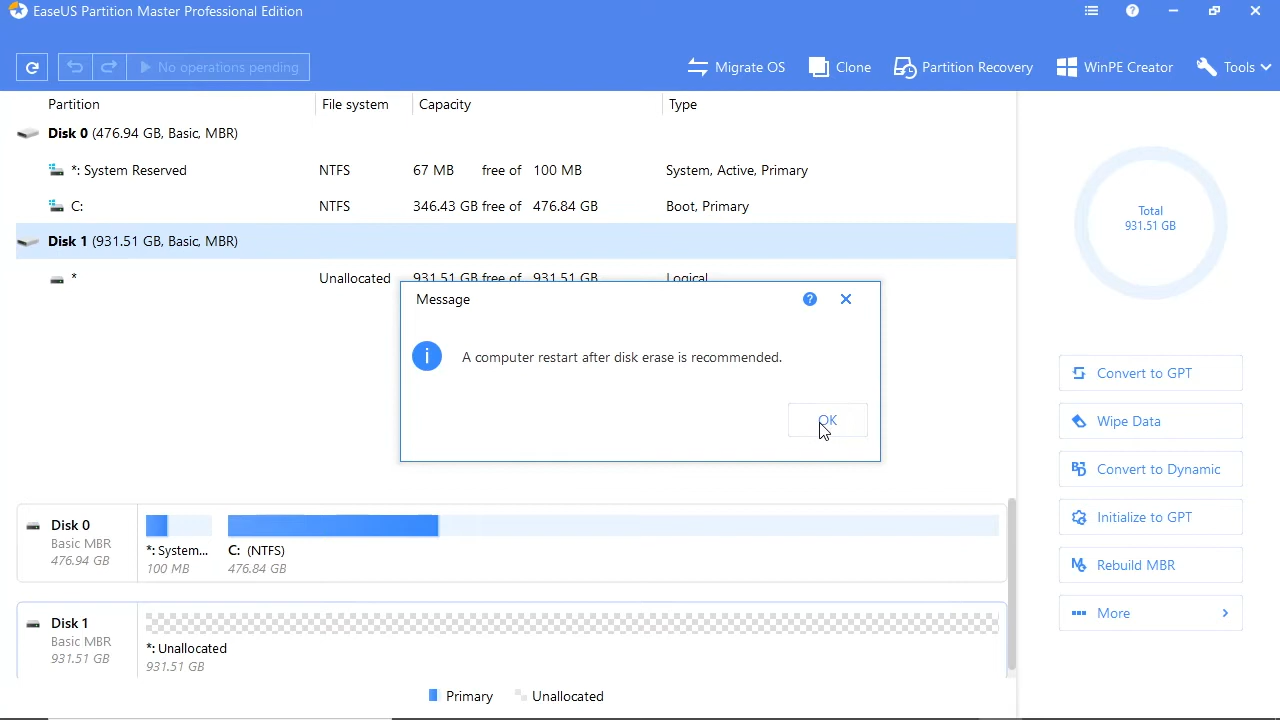 EaseUS Partition Master Professional Edition
No operations pending
Migrate OS
Clone
Partition Recovery
WinPE Creator
Tools
Partition File system Capacity Type
Disk 0 (476.94 GB, Basic, MBR)
*: System Reserved NTFS 67 MB free of 100 MB System, Active, Primary
C: NTFS 346.43 GB free of 476.84 GB Boot, Primary
Disk 1 (931.51 GB, Basic, MBR)
* Unallocated 931.51 GB free of 931.51 GB Logical
Total
931.51 GB
Message
A computer restart after disk erase is recommended.
OK
Convert to GPT
Wipe Data
Convert to Dynamic
Initialize to GPT
Rebuild MBR
More
Disk 0
Basic MBR
476.94 GB
*: System...
100 MB
C: (NTFS)
476.84 GB
Disk 1
Basic MBR
931.51 GB
*: Unallocated
931.51 GB
Primary Unallocated